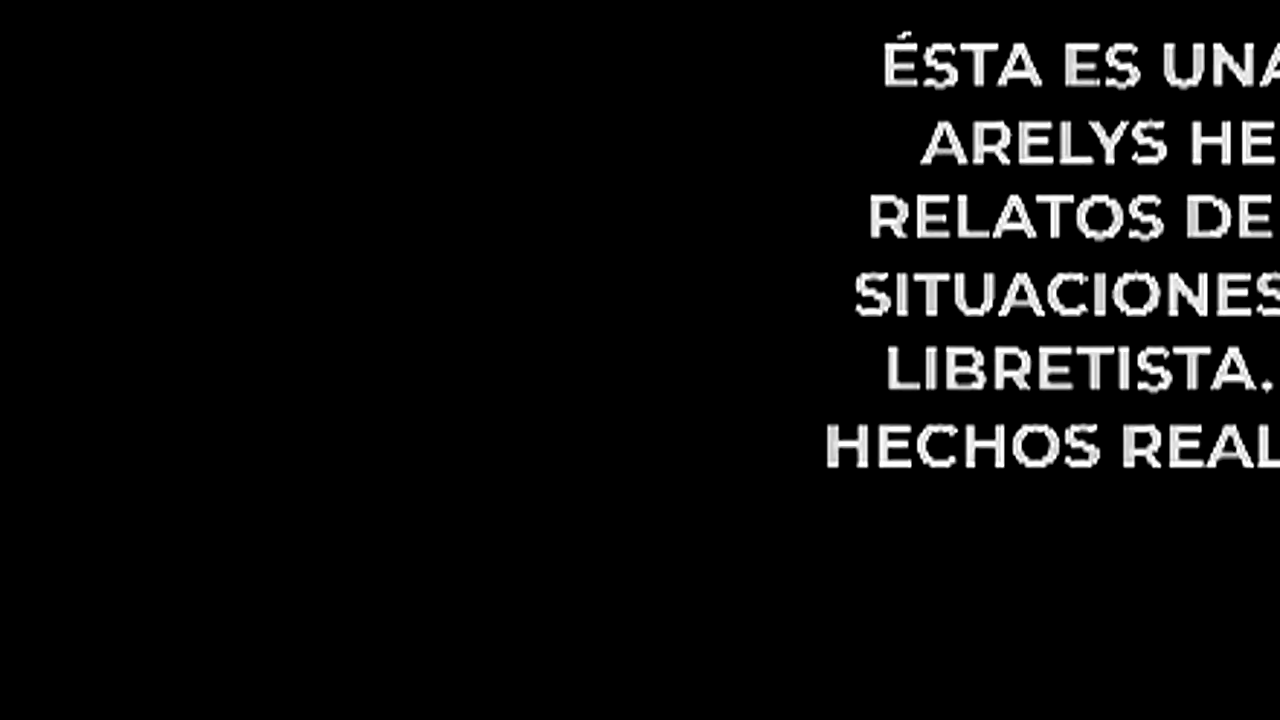 ÉSTA ES UNA
ARELYS HE
RELATOS DE
SITUACIONES
LIBRETISTA.
HECHOS REAL